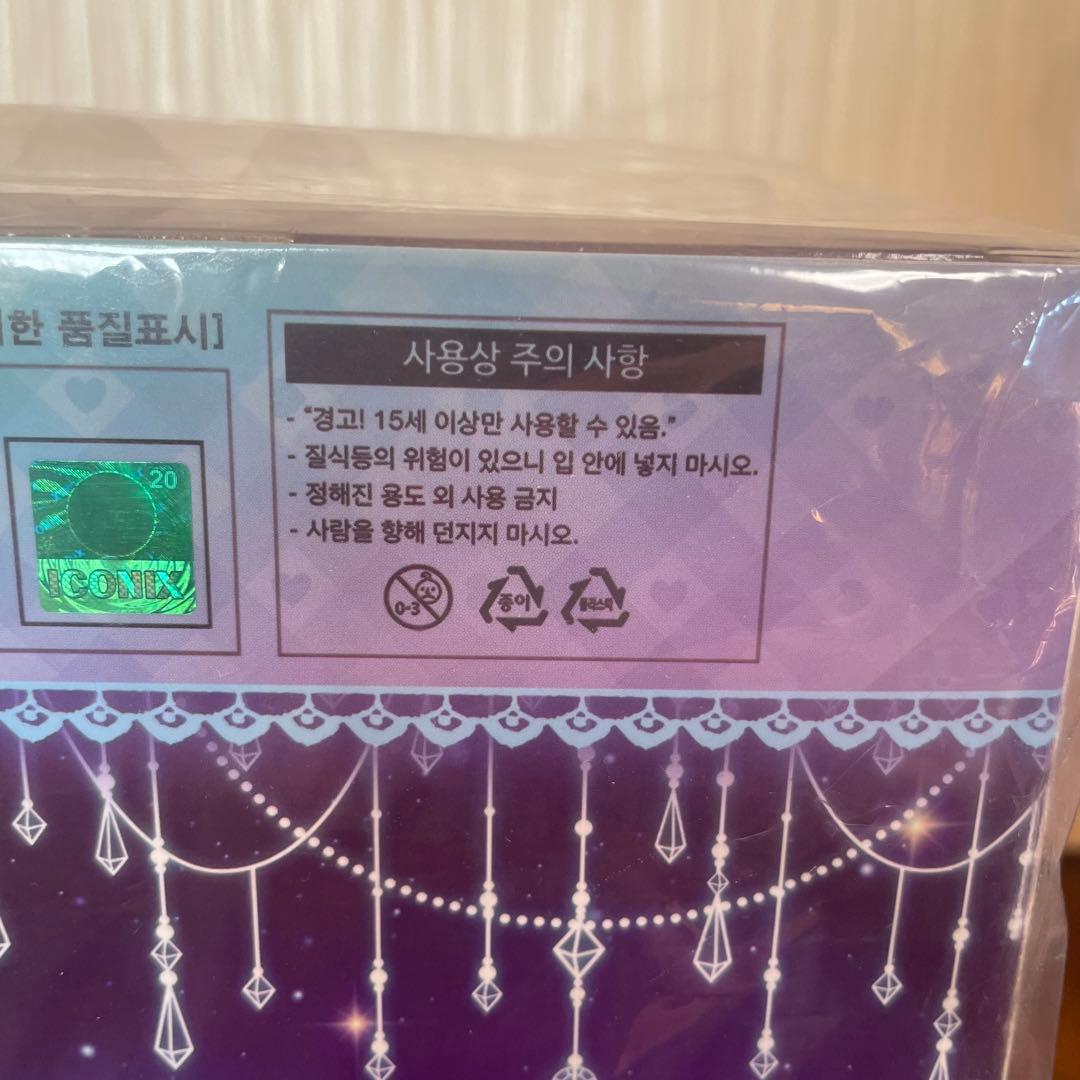 한 품질표시]
사용상 주의 사항
- "경고! 15세 이상만 사용할 수 있음."
- 질식등의 위험이 있으니 입 안에 넣지 마시오.
- 정해진 용도 외 사용 금지
- 사람을 향해 던지지 마시오.
20
ICONIX
0-3
종이
플라스틱